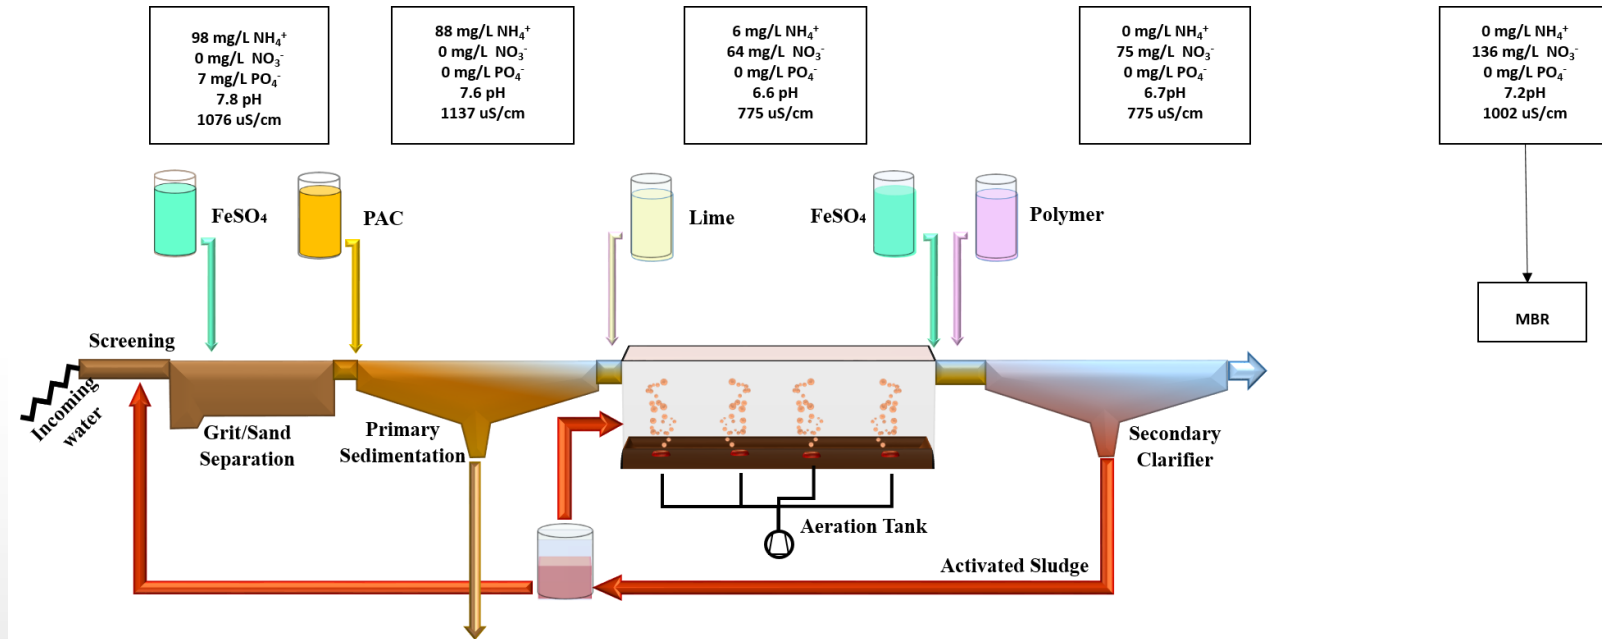 98 mg/L NH₄⁺
0 mg/L NO₃⁻
7 mg/L PO₄⁻
7.8 pH
1076 uS/cm
88 mg/L NH₄⁺
0 mg/L NO₃⁻
0 mg/L PO₄⁻
7.6 pH
1137 uS/cm
6 mg/L NH₄⁺
64 mg/L NO₃⁻
0 mg/L PO₄⁻
6.6 pH
775 uS/cm
0 mg/L NH₄⁺
75 mg/L NO₃⁻
0 mg/L PO₄⁻
6.7pH
775 uS/cm
0 mg/L NH₄⁺
136 mg/L NO₃⁻
0 mg/L PO₄⁻
7.2pH
1002 uS/cm
FeSO₄
PAC
Lime
FeSO₄
Polymer
MBR
Screening
Incoming
water
Grit/Sand
Separation
Primary
Sedimentation
Secondary
Clarifier
Aeration Tank
Activated Sludge